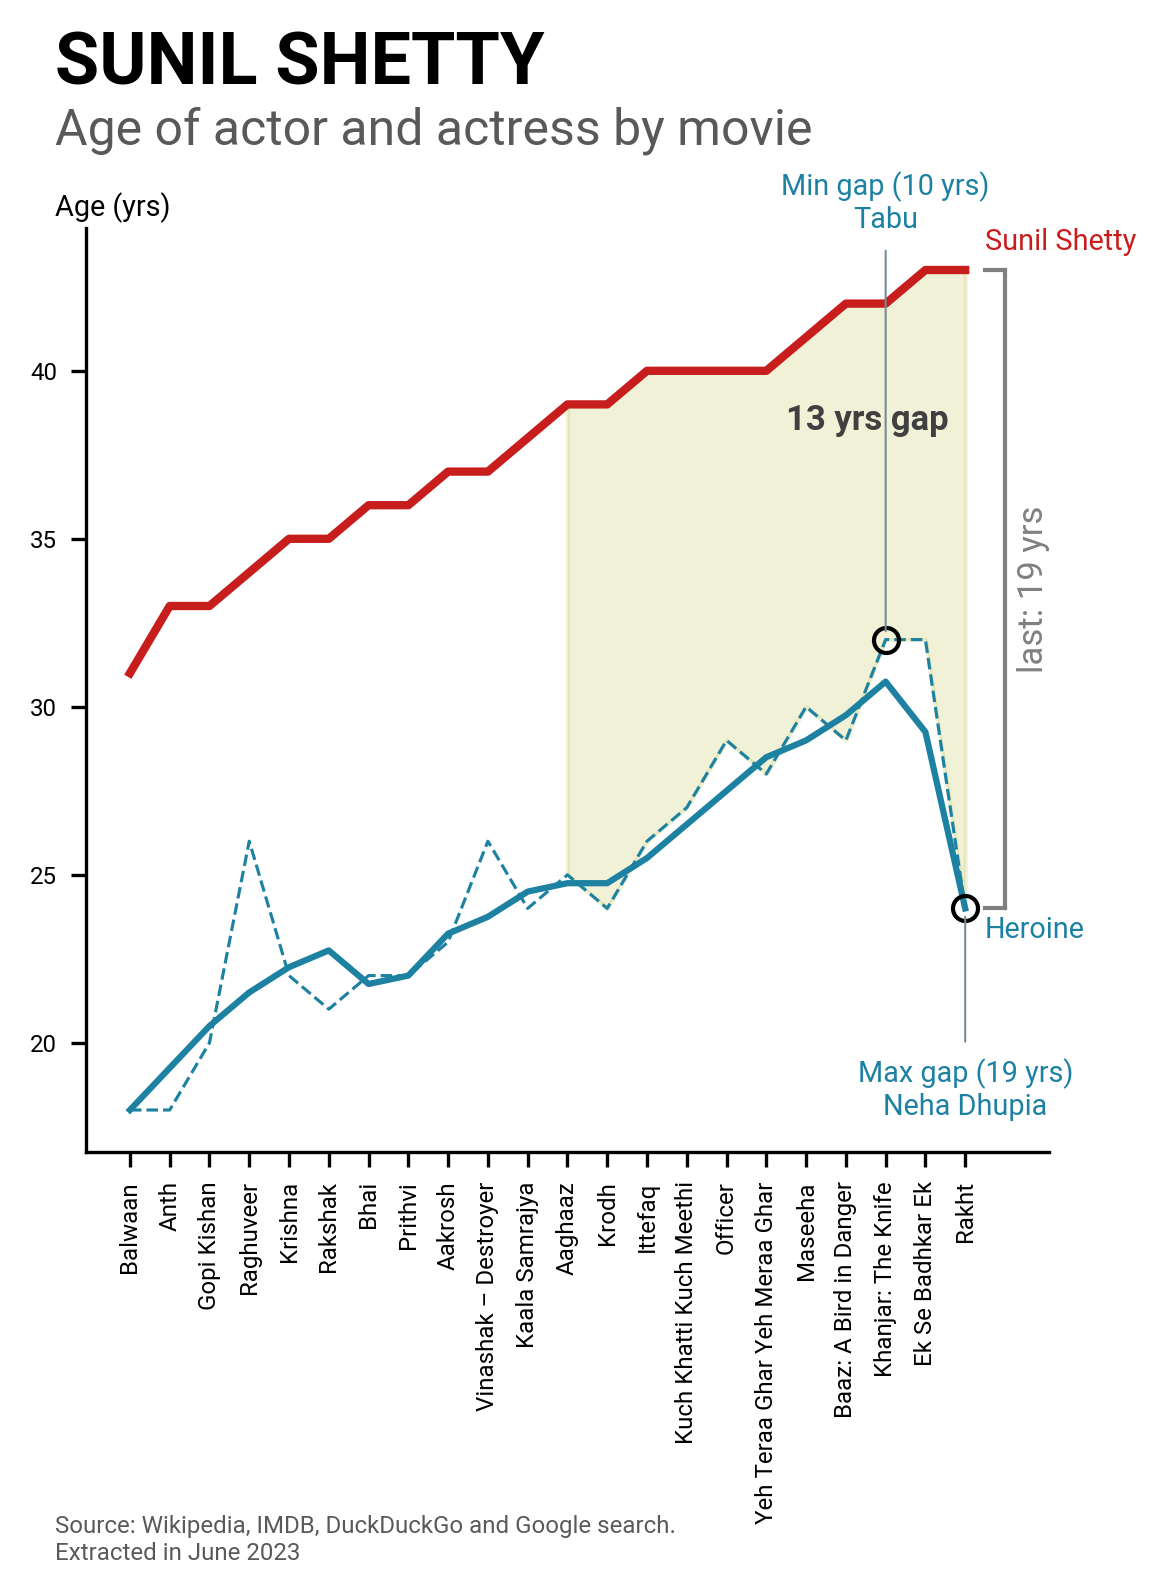 SUNIL SHETTY
Age of actor and actress by movie
Min gap (10 yrs)
Tabu
Age (yrs)
Sunil Shetty
40
13 yrs gap
35
last: 19 yrs
30
25
Heroine
20
Max gap (19 yrs)
Neha Dhupia
Balwaan
Anth
Gopi Kishan
Raghuveer
Krishna
Rakshak
Bhai
Prithvi
Aakrosh
Vinashak – Destroyer
Kaala Samrajya
Aaghaaz
Krodh
Ittefaq
Kuch Khatti Kuch Meethi
Officer
Yeh Teraa Ghar Yeh Meraa Ghar
Maseeha
Baaz: A Bird in Danger
Khanjar: The Knife
Ek Se Badhkar Ek
Rakht
Source: Wikipedia, IMDB, DuckDuckGo and Google search.
Extracted in June 2023